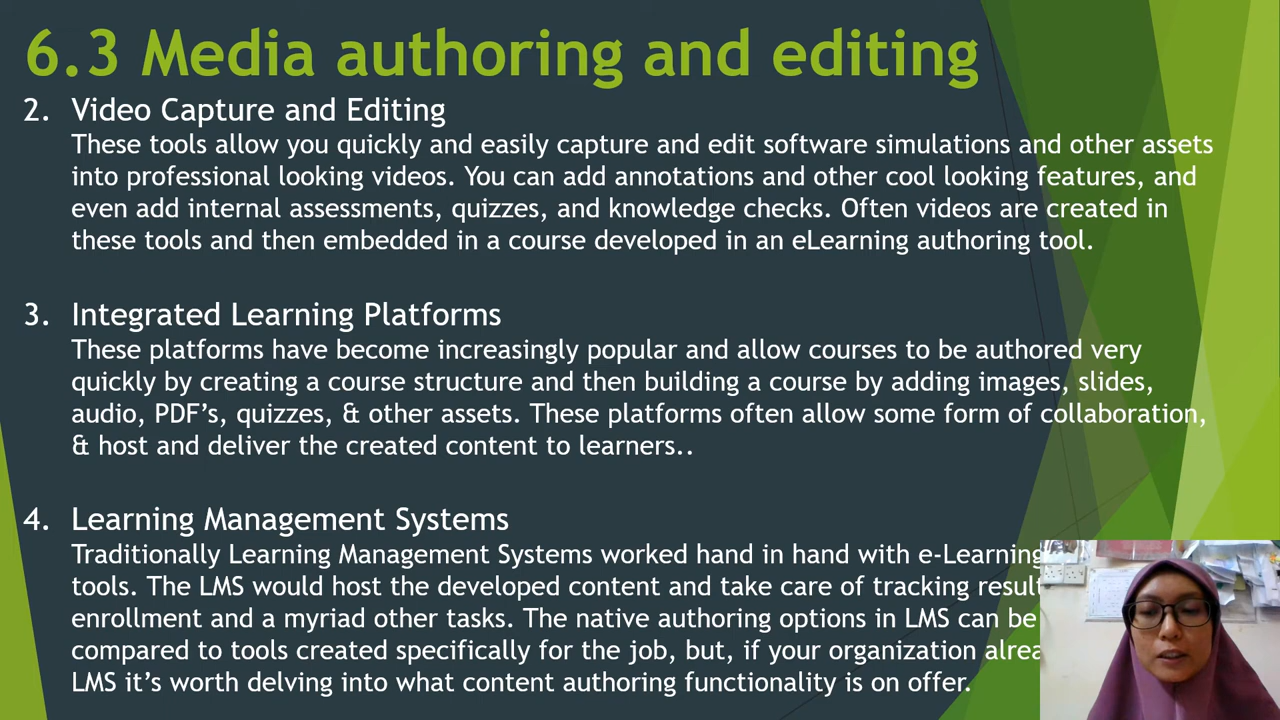 6.3 Media authoring and editing
2. Video Capture and Editing
These tools allow you quickly and easily capture and edit software simulations and other assets
into professional looking videos. You can add annotations and other cool looking features, and
even add internal assessments, quizzes, and knowledge checks. Often videos are created in
these tools and then embedded in a course developed in an eLearning authoring tool.
3. Integrated Learning Platforms
These platforms have become increasingly popular and allow courses to be authored very
quickly by creating a course structure and then building a course by adding images, slides,
audio, PDF’s, quizzes, & other assets. These platforms often allow some form of collaboration,
& host and deliver the created content to learners..
4. Learning Management Systems
Traditionally Learning Management Systems worked hand in hand with e-Learning
tools. The LMS would host the developed content and take care of tracking
enrollment and a myriad other tasks. The native authoring options in LMS can be
compared to tools created specifically for the job, but, if your organization
LMS it’s worth delving into what content authoring functionality is on offer.